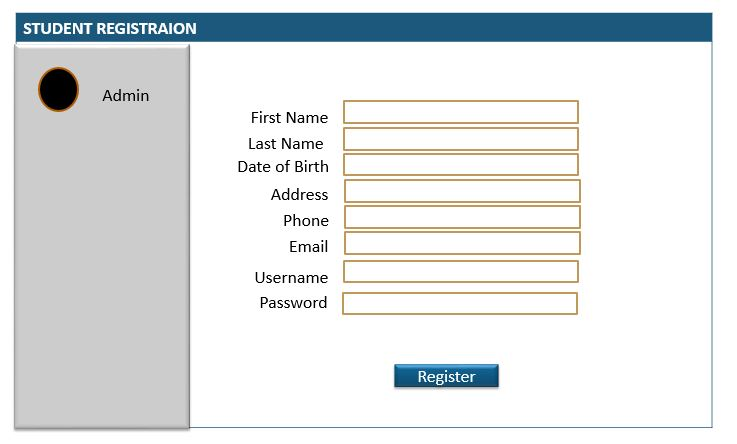 STUDENT REGISTRAION
Admin
First Name
Last Name
Date of Birth
Address
Phone
Email
Username
Password
Register